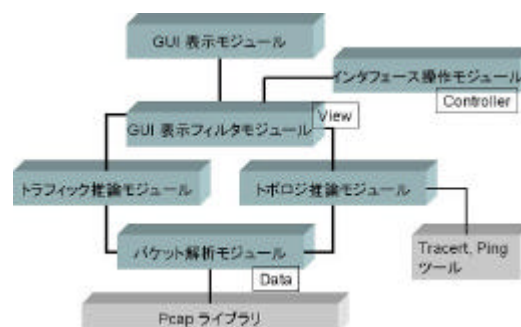 GUI 表示モジュール
インタフェース操作モジュール
Controller
View
GUI 表示フィルタモジュール
トラフィック推論モジュール
トポロジ推論モジュール
パケット解析モジュール
Data
Tracert, Ping
ツール
Pcap ライブラリ